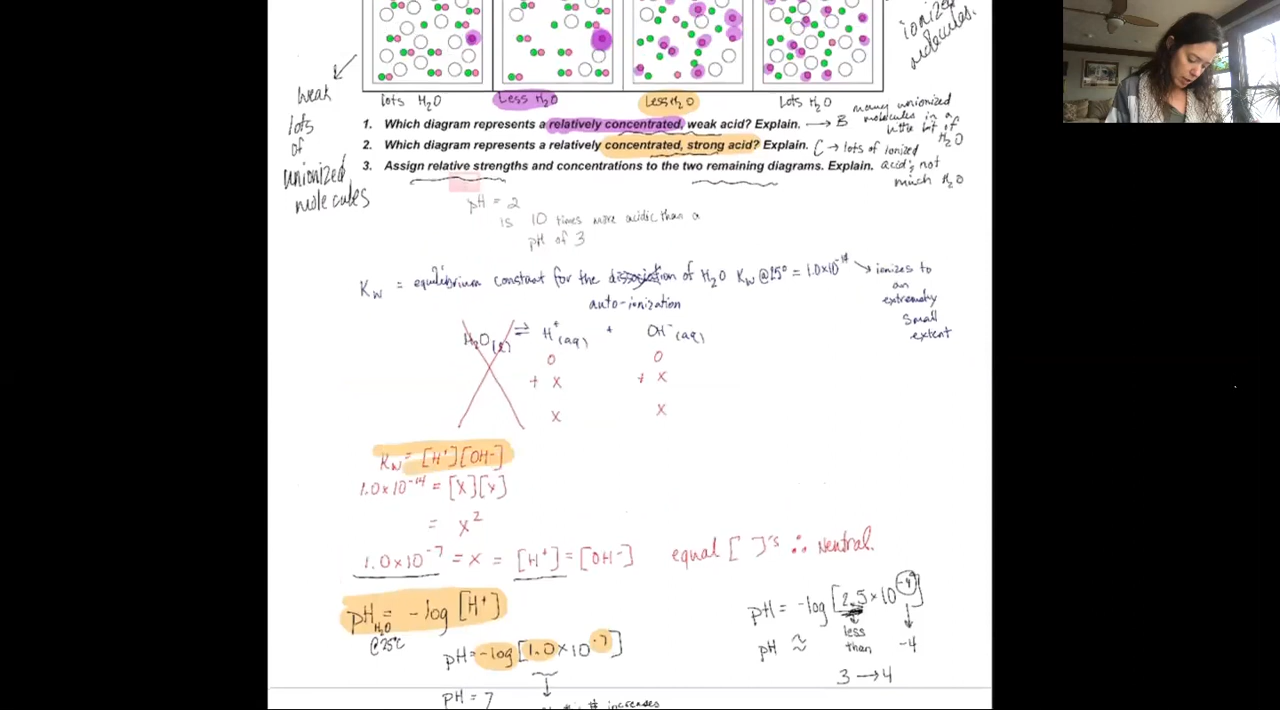 ionized
molecules.
weak
lots
of
unionized
molecules
lots H₂O
Less H₂O
Less H₂O
Lots H₂O
1. Which diagram represents a relatively concentrated, weak acid? Explain. → B many unionized molecules in a little bit of H₂O
2. Which diagram represents a relatively concentrated, strong acid? Explain. C → lots of ionized
3. Assign relative strengths and concentrations to the two remaining diagrams. Explain. acid, not
much H₂O
pH = 2
is 10 times more acidic than a
pH of 3
Kw = equilibrium constant for the dissociation of H₂O Kw @ 25° = 1.0×10⁻¹⁴ → ionizes to
auto-ionization
an
extremely
small
extent
H₂O(l) ⇌ H⁺(aq) + OH⁻(aq)
0 0
+ x + x
x x
Kw = [H⁺][OH-]
1.0×10⁻¹⁴ = [x][x]
= x²
1.0×10⁻⁷ = x = [H⁺] = [OH-] equal [ ]'s ∴ Neutral.
pH = -log [H⁺]
H₂O
@25°C
pH = -log [1.0×10⁻⁷]
pH = 7
pH = -log [2.5×10⁻⁴]
pH ≈ less than -4
3 → 4
# increases